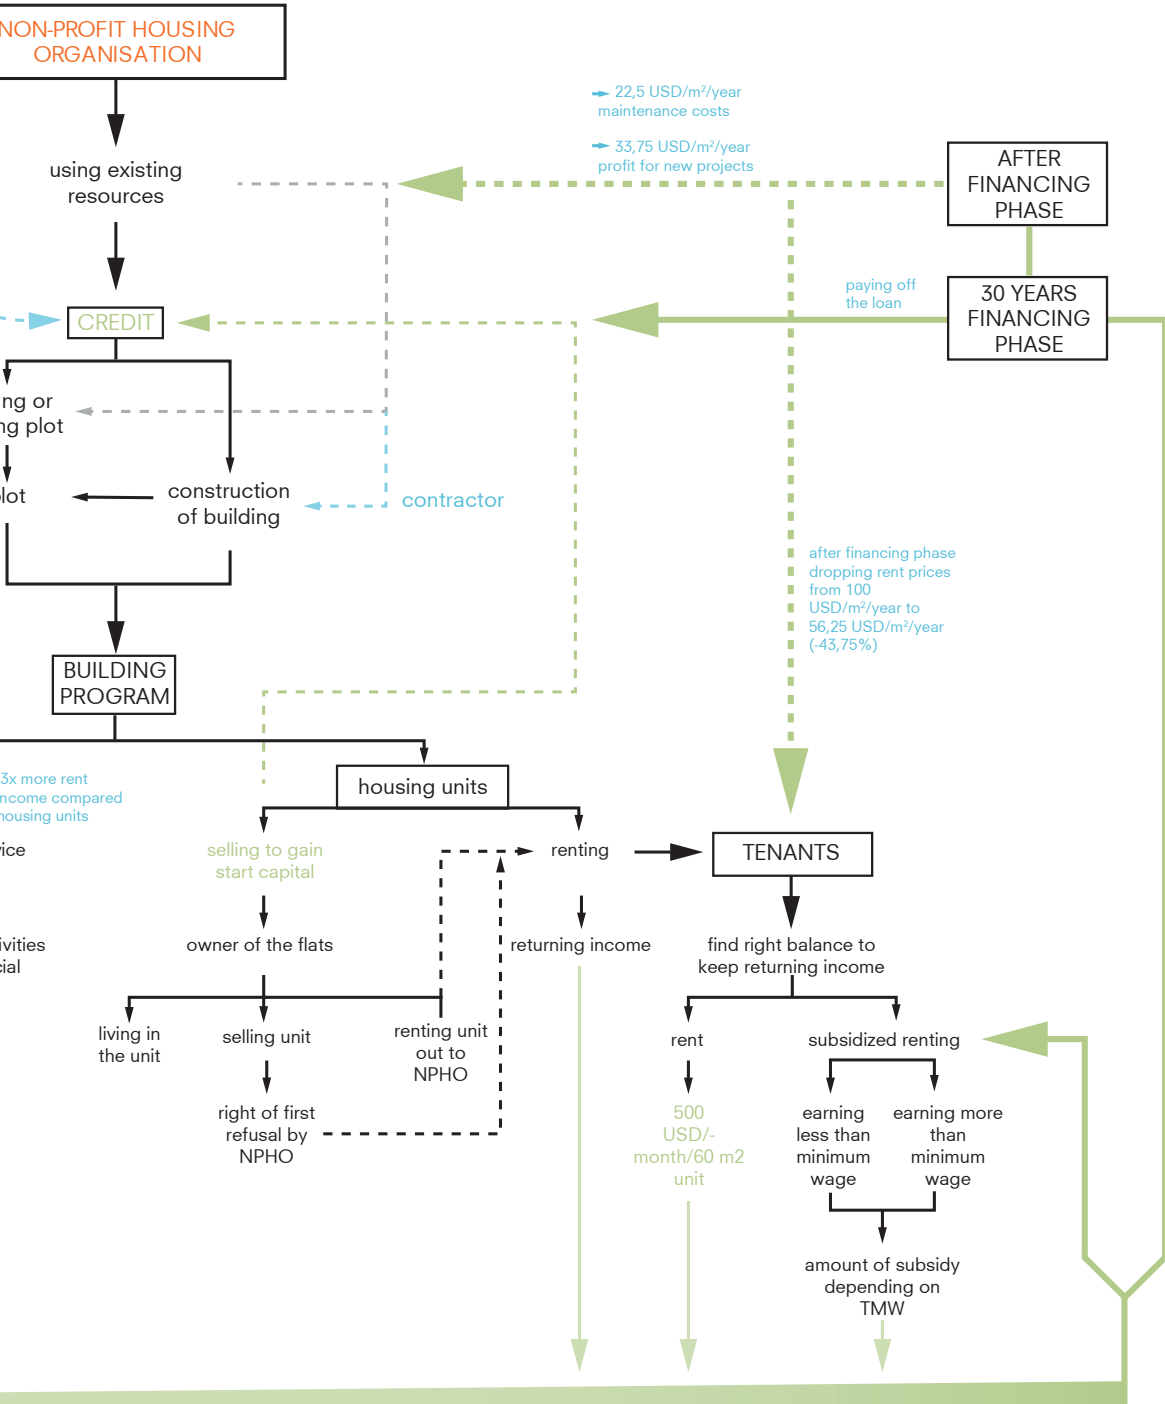 NON-PROFIT HOUSING
ORGANISATION
using existing
resources
22,5 USD/m²/year
maintenance costs
33,75 USD/m²/year
profit for new projects
AFTER
FINANCING
PHASE
paying off
the loan
30 YEARS
FINANCING
PHASE
CREDIT
ng or
ng plot
lot
construction
of building
contractor
after financing phase
dropping rent prices
from 100
USD/m²/year to
56,25 USD/m²/year
(-43,75%)
BUILDING
PROGRAM
3x more rent
ncome compared
housing units
vice
housing units
selling to gain
start capital
renting
TENANTS
ivities
cial
owner of the flats
returning income
find right balance to
keep returning income
living in
the unit
selling unit
renting unit
out to
NPHO
rent
subsidized renting
right of first
refusal by
NPHO
500
USD/-
month/60 m2
unit
earning
less than
minimum
wage
earning more
than
minimum
wage
amount of subsidy
depending on
TMW